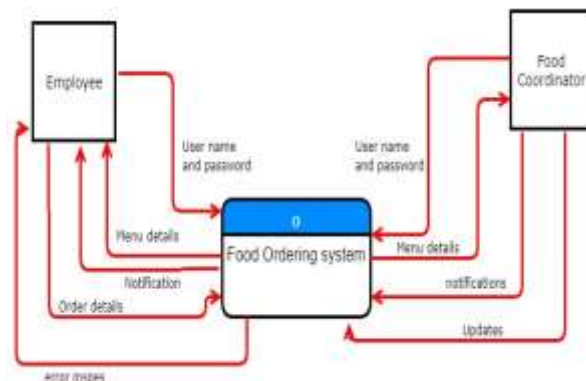 Employee
Food
Coordinator
User name
and password
User name
and password
0
Food Ordering system
Menu details
Menu details
Notification
notifications
Order details
Updates
error